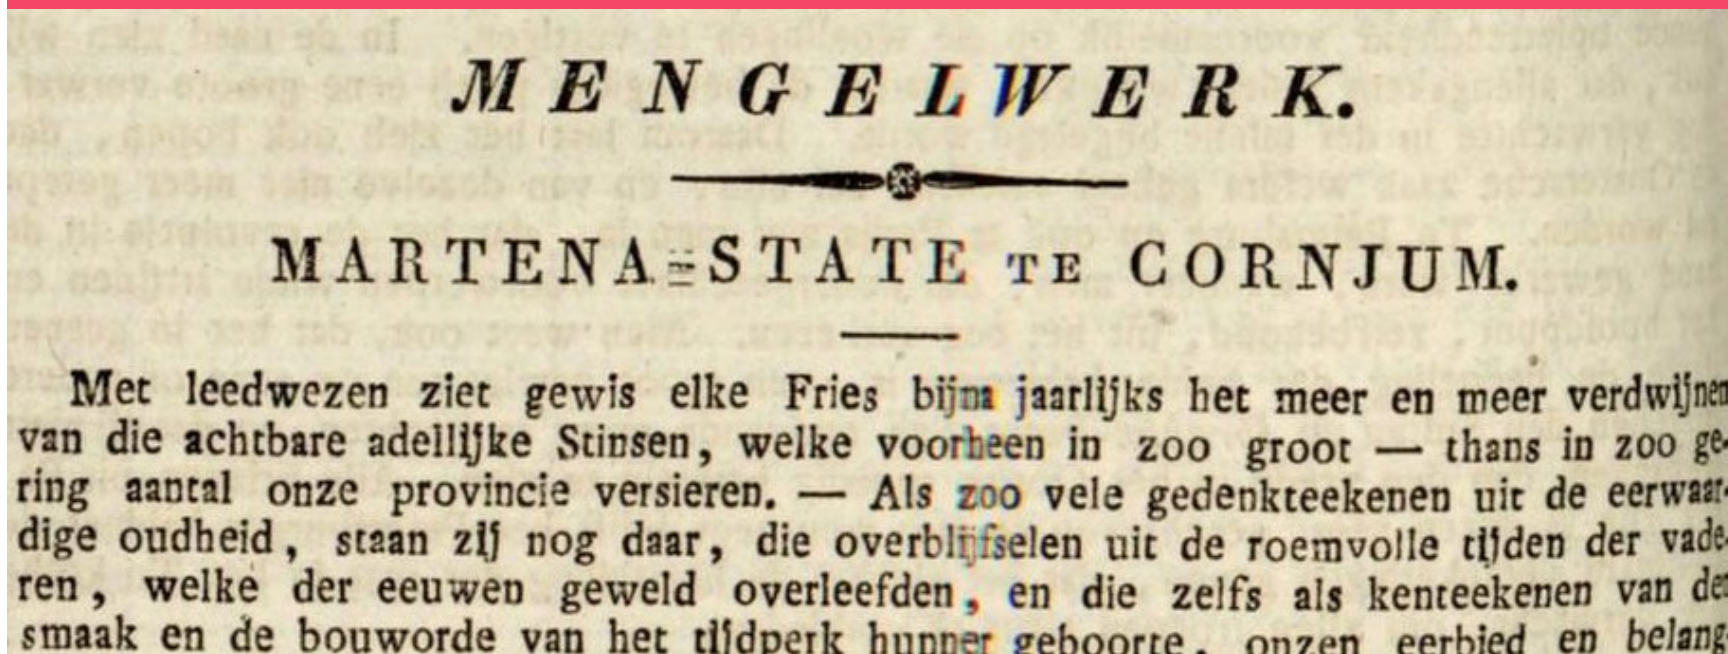 MENGELWERK.
MARTENA-STATE TE CORNJUM.
Met leedwezen ziet gewis elke Fries bijna jaarlijks het meer en meer verdwijnen
van die achtbare adellijke Stinsen, welke voorheen in zoo groot — thans in zoo ge-
ring aantal onze provincie versieren. — Als zoo vele gedenkteekenen uit de eerwaar-
dige oudheid, staan zij nog daar, die overblijfselen uit de roemvolle tijden der vade-
ren, welke der eeuwen geweld overleefden, en die zelfs als kenteekenen van den
smaak en de bouworde van het tijdperk hunner geboorte, onzen eerbied en belang-